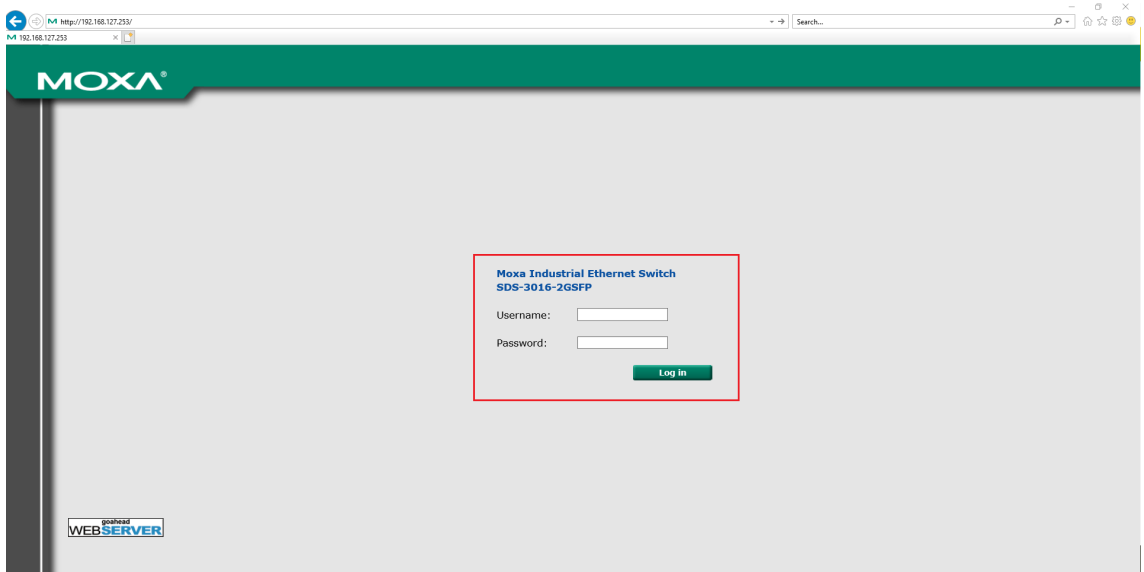 http://192.168.127.253/
Search...
192.168.127.253
MOXA®
Moxa Industrial Ethernet Switch
SDS-3016-2GSFP
Username:
Password:
Log in
goahead
WEBSERVER